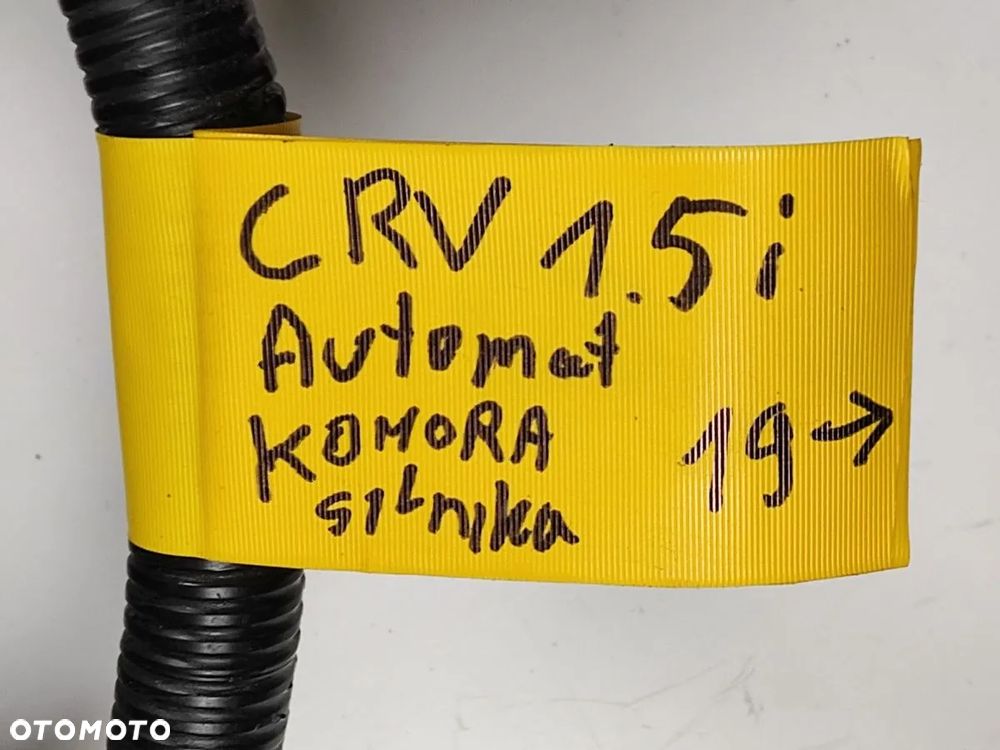 CRV 1.5i
Automat
KOMORA 19→
silnika
OTOMOTO